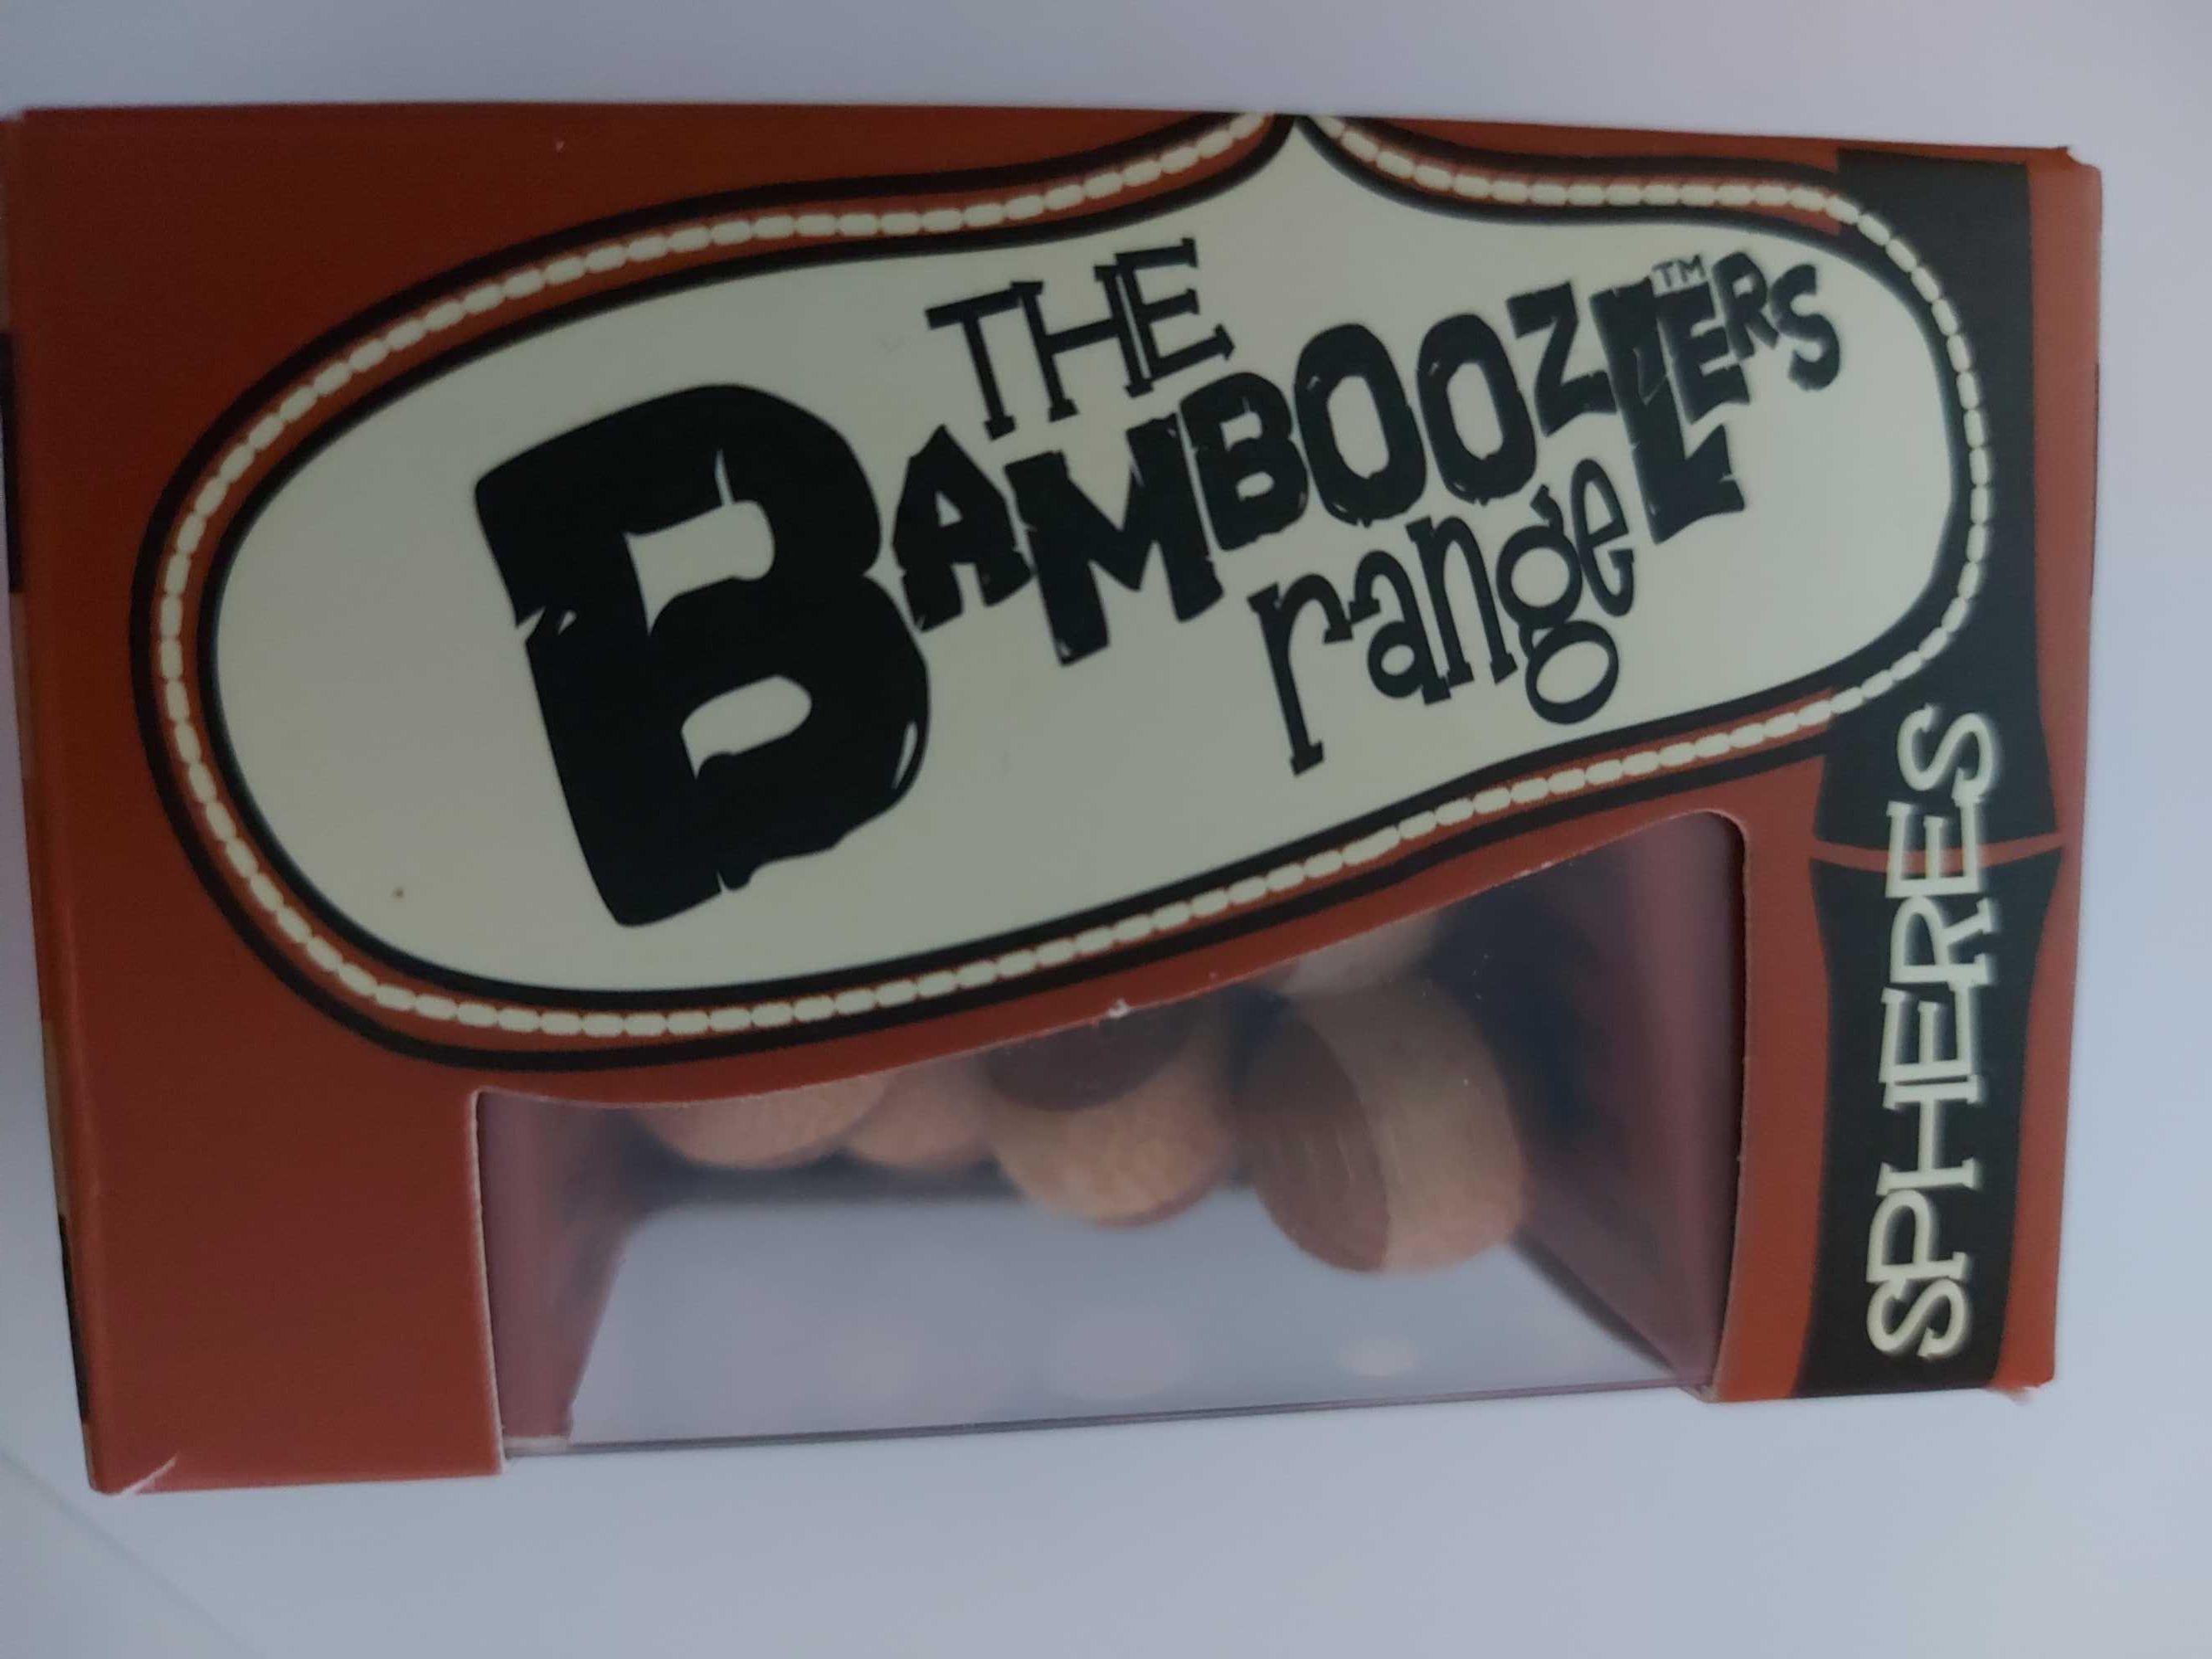 THE
BAMBOOZLERS™
range
SPHERES